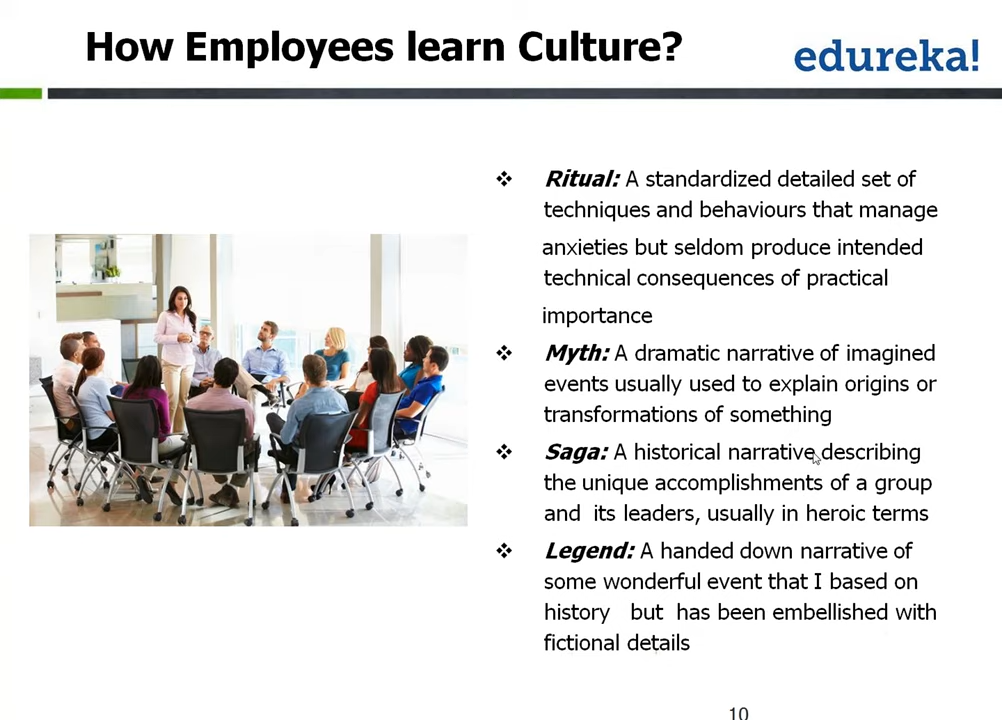 How Employees learn Culture?
edureka!
❖ Ritual: A standardized detailed set of
techniques and behaviours that manage
anxieties but seldom produce intended
technical consequences of practical
importance
❖ Myth: A dramatic narrative of imagined
events usually used to explain origins or
transformations of something
❖ Saga: A historical narrative describing
the unique accomplishments of a group
and its leaders, usually in heroic terms
❖ Legend: A handed down narrative of
some wonderful event that I based on
history but has been embellished with
fictional details
10